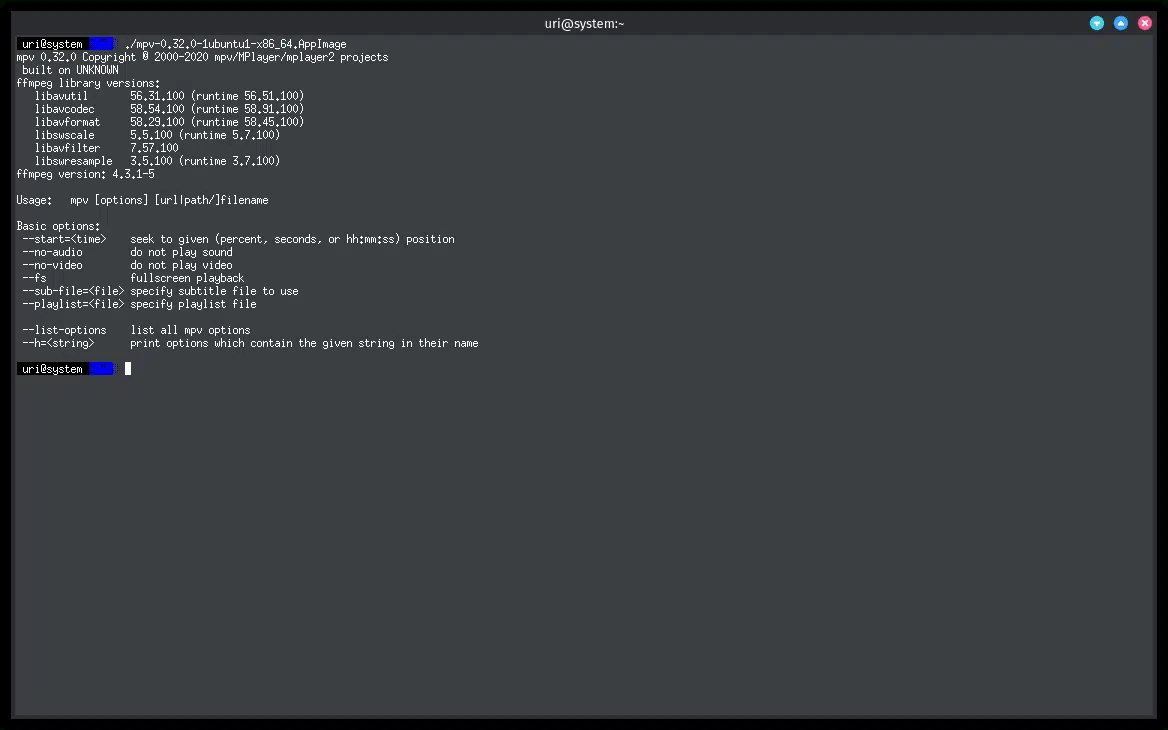 uri@system:~
uri@system ~ ./mpv-0.32.0-1ubuntu1-x86_64.AppImage
mpv 0.32.0 Copyright © 2000-2020 mpv/MPlayer/mplayer2 projects
built on UNKNOWN
ffmpeg library versions:
libavutil 56.31.100 (runtime 56.51.100)
libavcodec 58.54.100 (runtime 58.91.100)
libavformat 58.29.100 (runtime 58.45.100)
libswscale 5.5.100 (runtime 5.7.100)
libavfilter 7.57.100
libswresample 3.5.100 (runtime 3.7.100)
ffmpeg version: 4.3.1-5
Usage: mpv [options] [url|path/]filename
Basic options:
--start=<time> seek to given (percent, seconds, or hh:mm:ss) position
--no-audio do not play sound
--no-video do not play video
--fs fullscreen playback
--sub-file=<file> specify subtitle file to use
--playlist=<file> specify playlist file
--list-options list all mpv options
--h=<string> print options which contain the given string in their name
uri@system ~